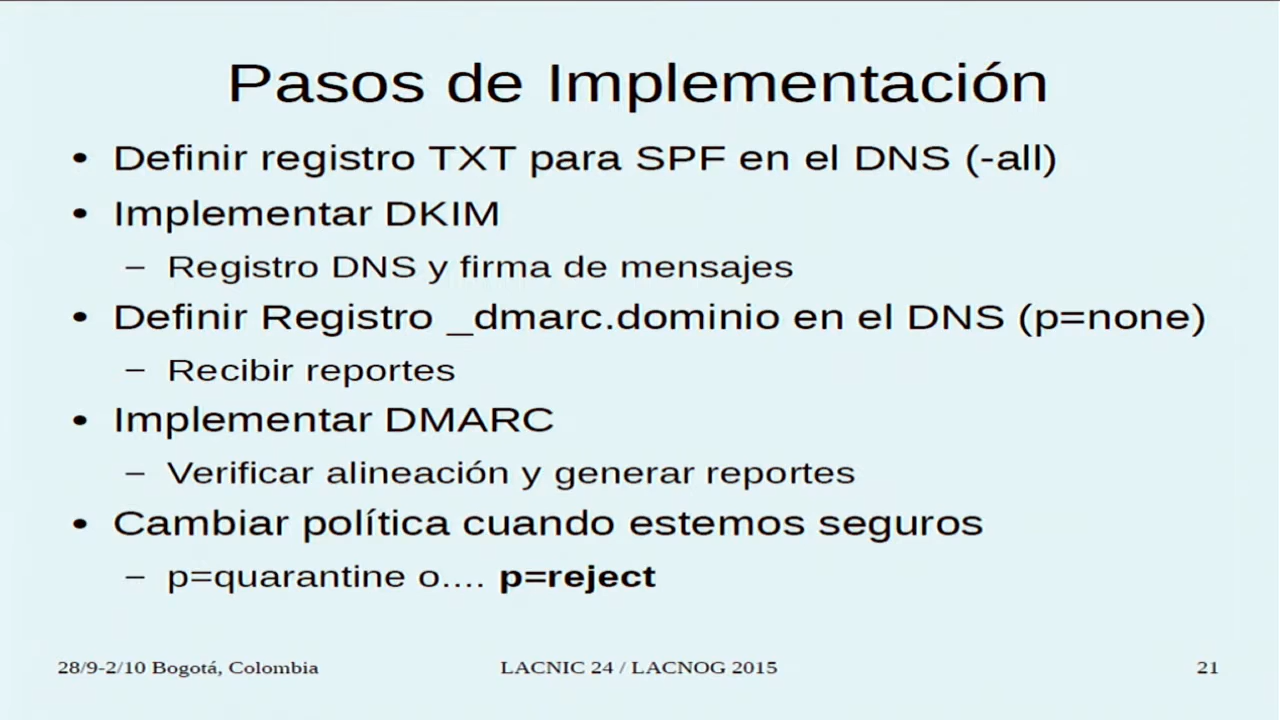 Pasos de Implementación
• Definir registro TXT para SPF en el DNS (-all)
• Implementar DKIM
– Registro DNS y firma de mensajes
• Definir Registro _dmarc.dominio en el DNS (p=none)
– Recibir reportes
• Implementar DMARC
– Verificar alineación y generar reportes
• Cambiar política cuando estemos seguros
– p=quarantine o.... p=reject
28/9-2/10 Bogotá, Colombia
LACNIC 24 / LACNOG 2015
21